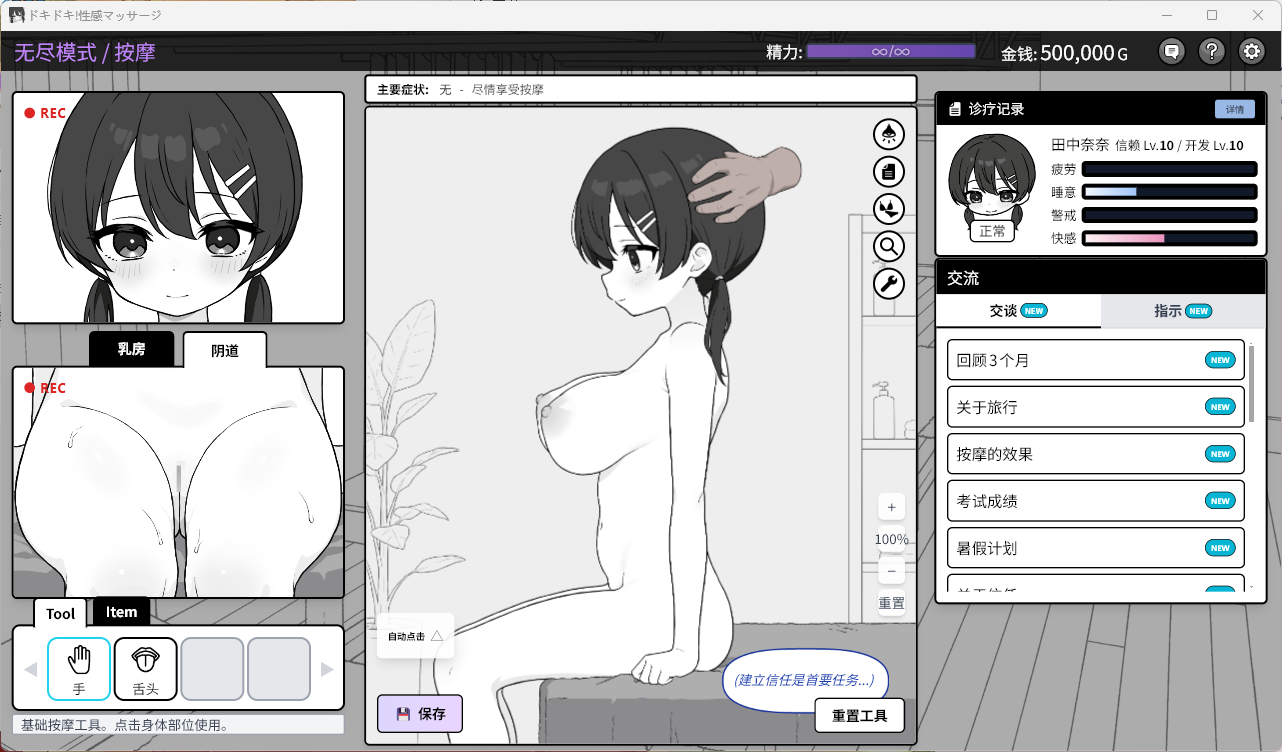 ドキドキ!性感マッサージ
无尽模式 / 按摩
精力: ∞/∞
金钱: 500,000 G
主要症状: 无 - 尽情享受按摩
REC
乳房
阴道
REC
Tool
Item
手
舌头
基础按摩工具。点击身体部位使用。
+
100%
−
重置
自动点击 △
保存
(建立信任是首要任务...)
重置工具
诊疗记录
详情
田中奈奈 信赖 Lv.10 / 开发 Lv.10
疲劳
睡意
警戒
快感
正常
交流
交谈 NEW
指示 NEW
回顾3个月 NEW
关于旅行 NEW
按摩的效果 NEW
考试成绩 NEW
暑假计划 NEW